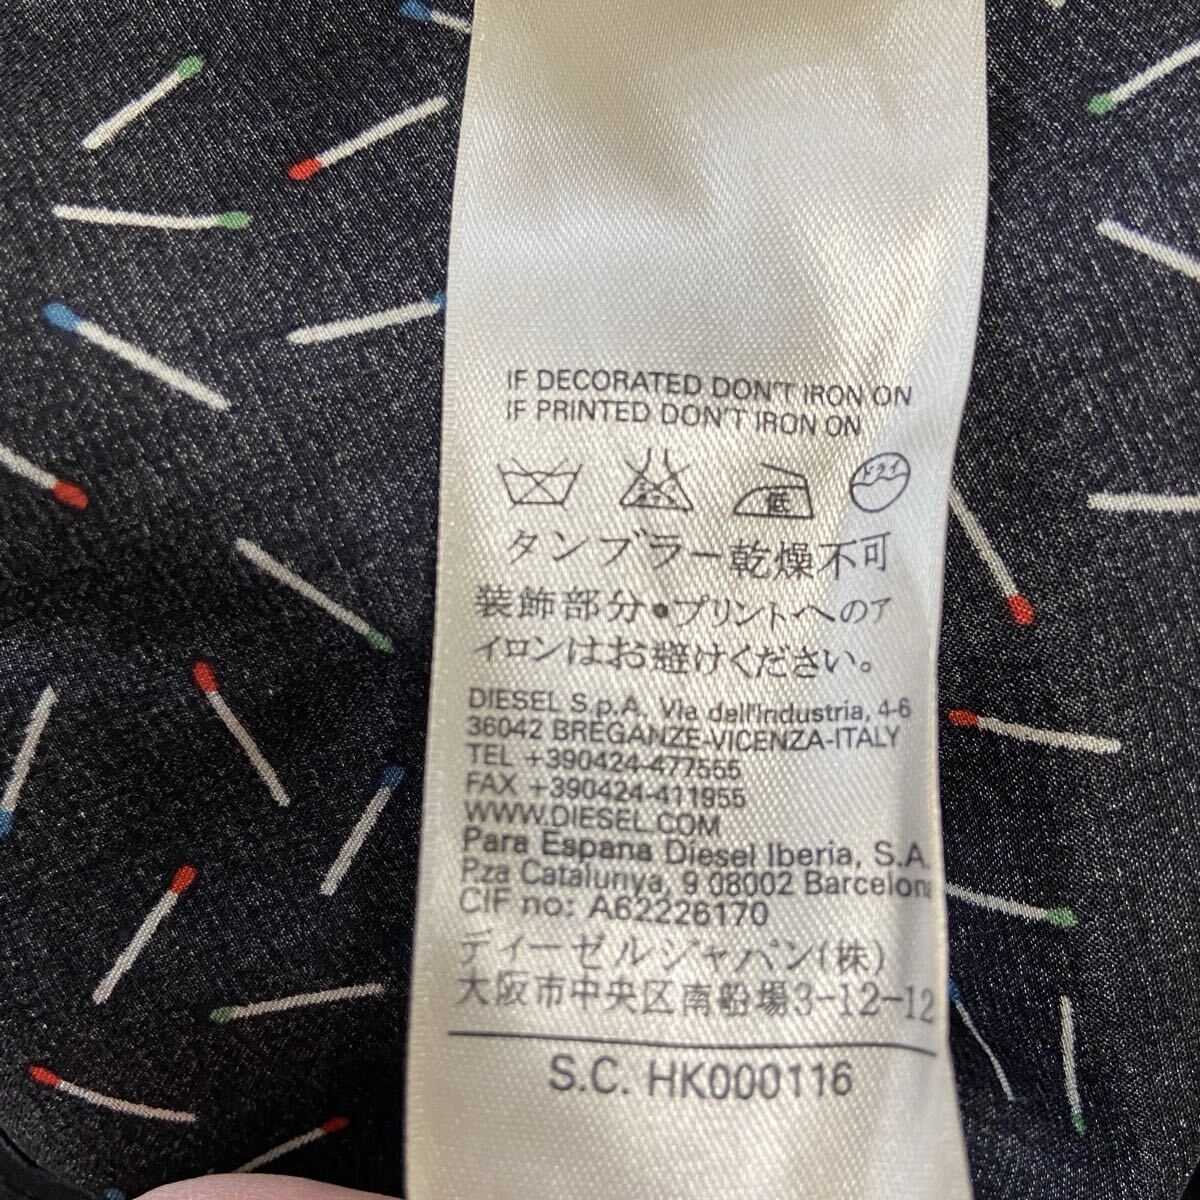 IF DECORATED DON'T IRON ON
IF PRINTED DON'T IRON ON
低 ドライ
タンブラー乾燥不可
装飾部分•プリントへのア
イロンはお避けください。
DIESEL S.p.A. Via dell'Industria, 4-6
36042 BREGANZE-VICENZA-ITALY
TEL +390424-477555
FAX +390424-411955
WWW.DIESEL.COM
Para Espana Diesel Iberia, S.A.
P.za Catalunya, 9 08002 Barcelona
CIF no: A62226170
ディーゼルジャパン(株)
大阪市中央区南船場3-12-12
S.C. HK000116